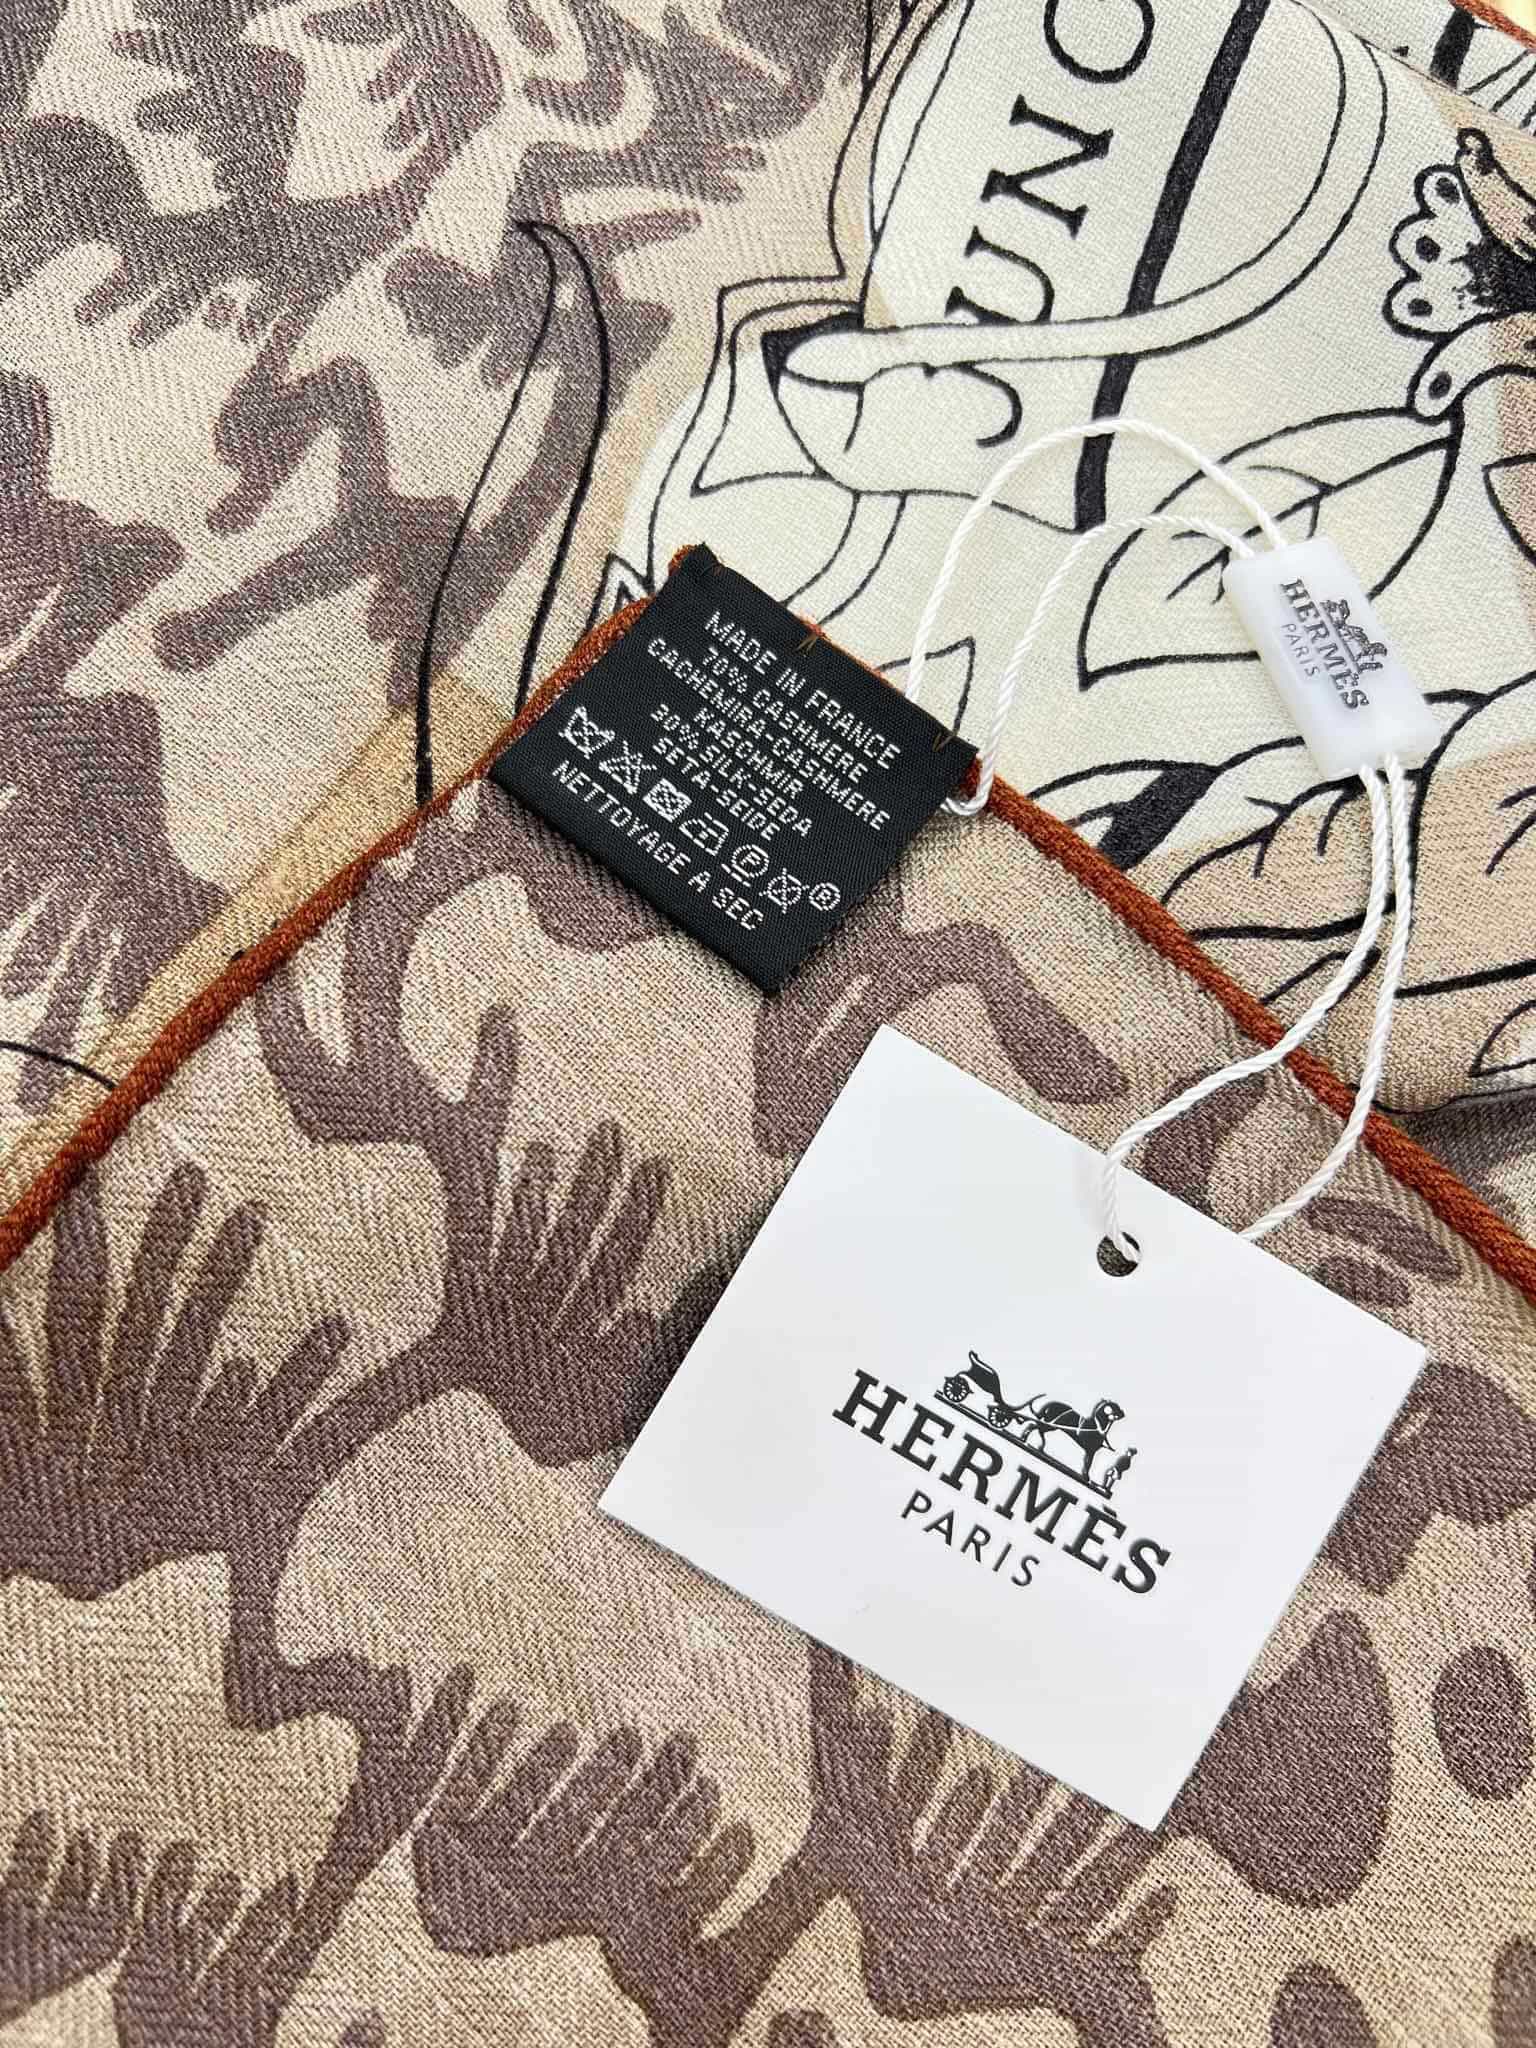 UNO
HERMÈS
PARIS
MADE IN FRANCE
70% CASHMERE
CACHEMIRA-CASHMERE
KASCHMIR
30% SILK-SEDA
SETA-SEIDE
P
®
NETTOYAGE A SEC
HERMÈS
PARIS